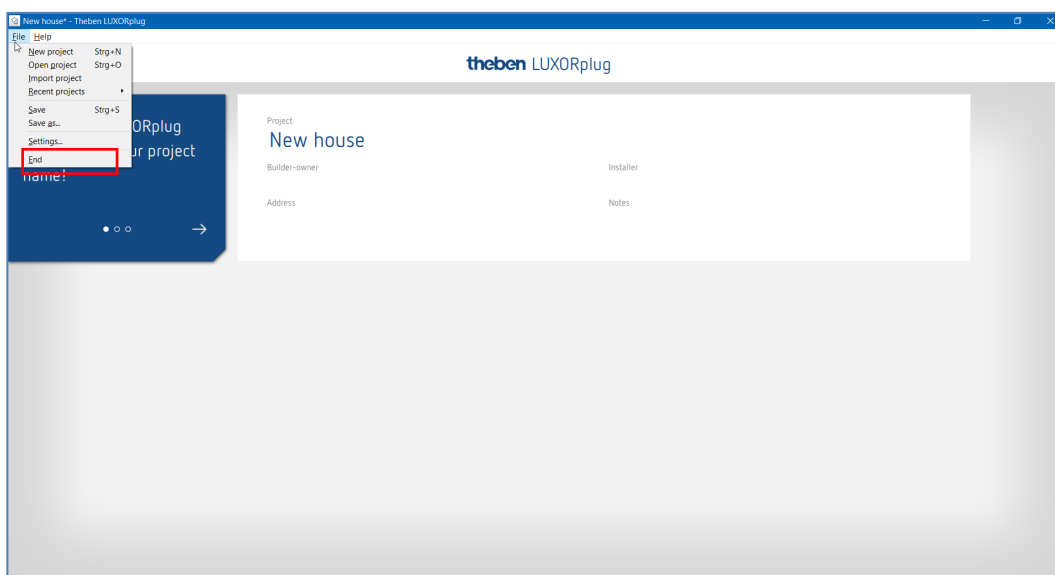 New house* - Theben LUXORplug
File Help
theben LUXORplug
New project Strg+N
Open project Strg+O
Import project
Recent projects
Save Strg+S
Save as...
Settings...
End
ORplug
ur project
name!
Project
New house
Builder-owner Installer
Address Notes